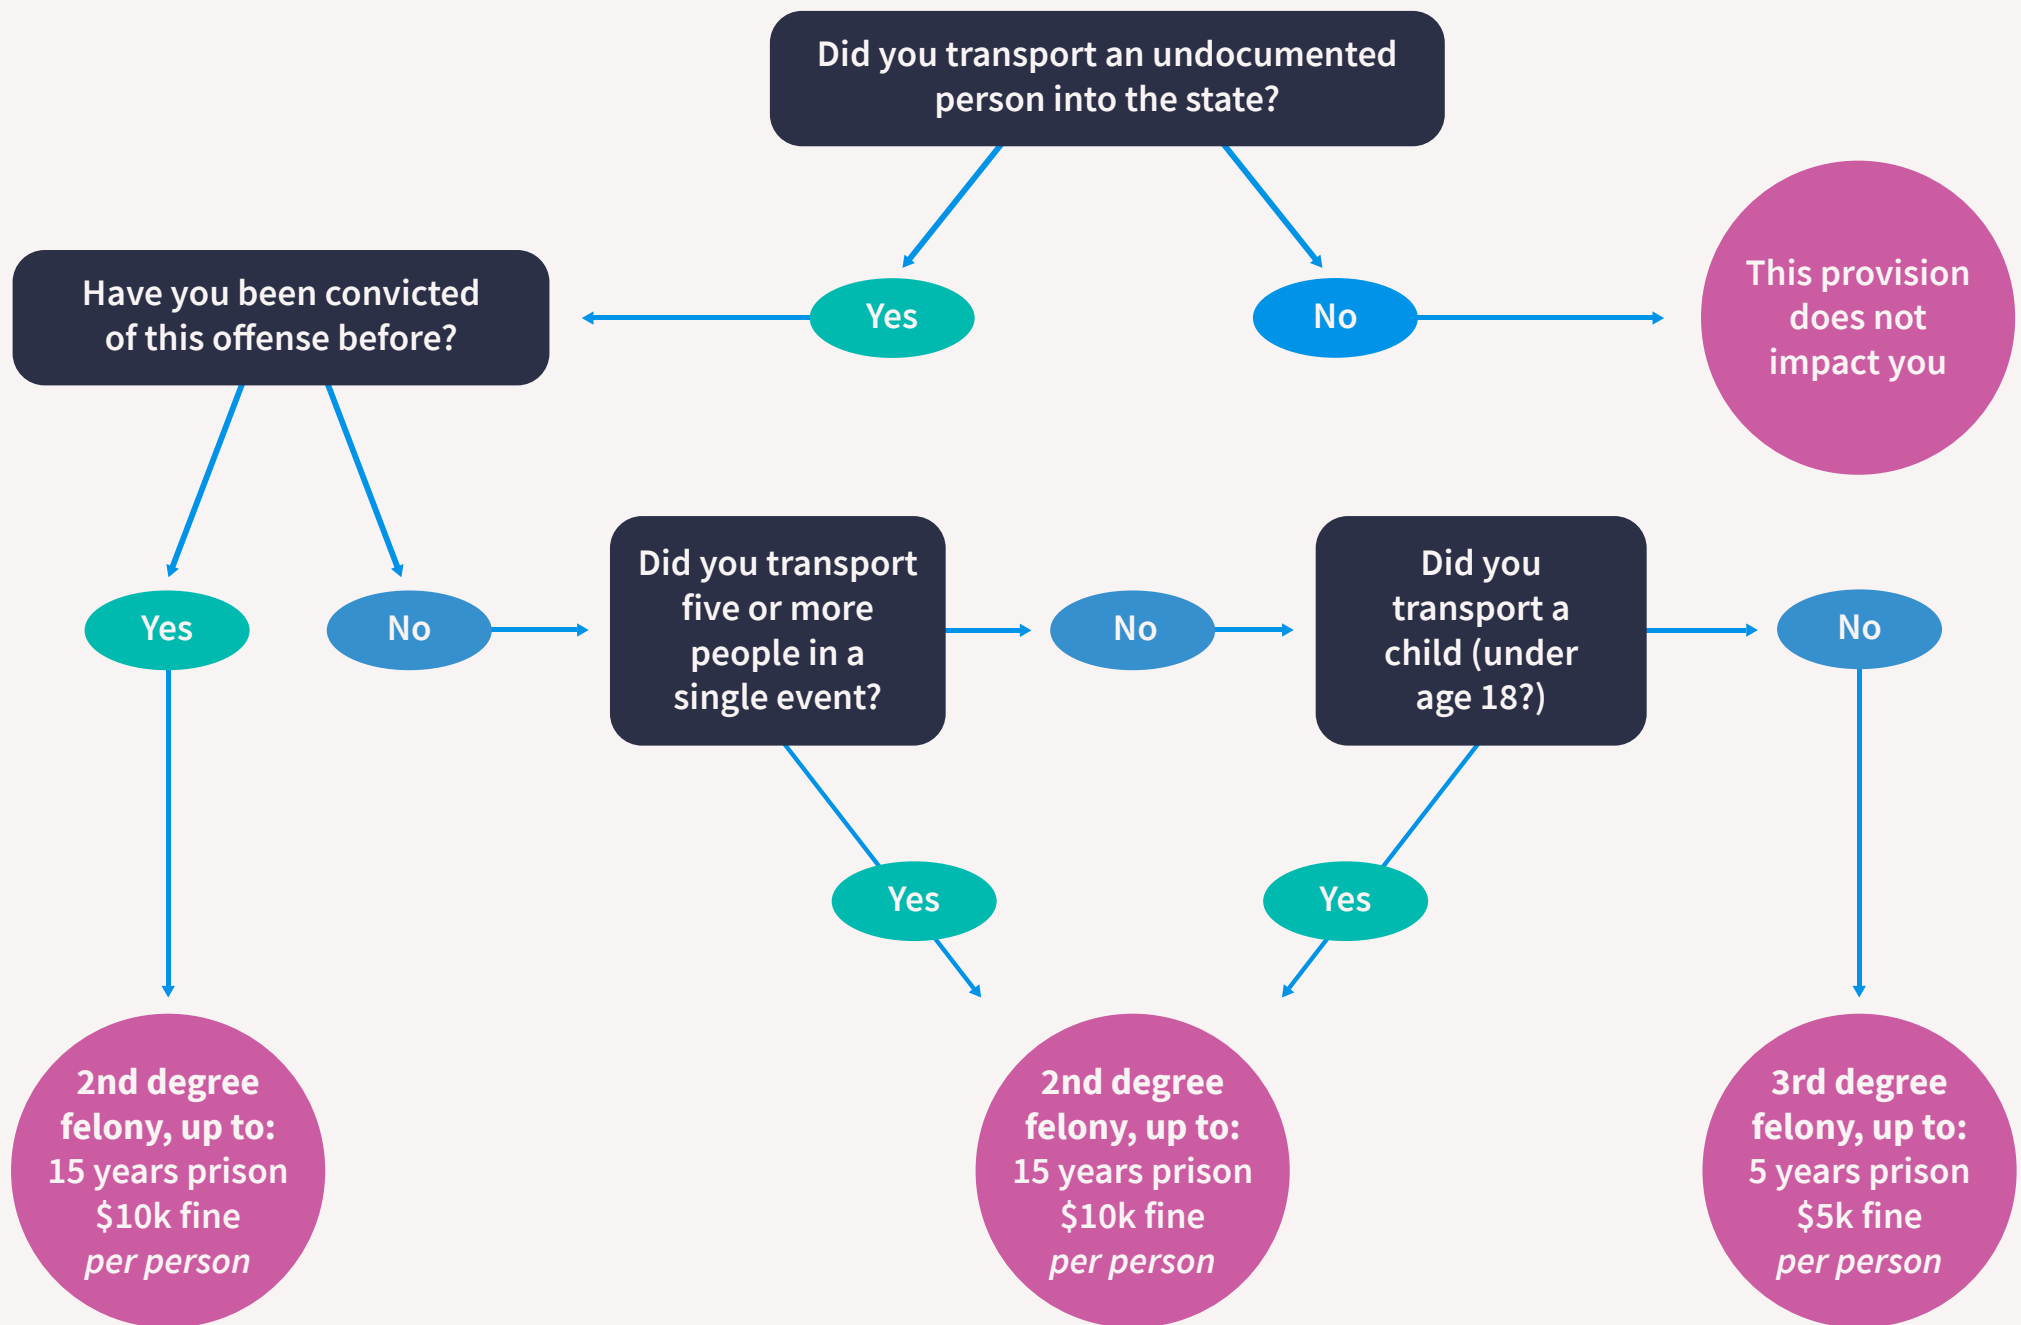 Did you transport an undocumented
person into the state?
Have you been convicted
of this offense before?
Yes
No
This provision
does not
impact you
Yes
No
Did you transport
five or more
people in a
single event?
No
Did you
transport a
child (under
age 18?)
No
Yes
Yes
2nd degree
felony, up to:
15 years prison
$10k fine
per person
2nd degree
felony, up to:
15 years prison
$10k fine
per person
3rd degree
felony, up to:
5 years prison
$5k fine
per person